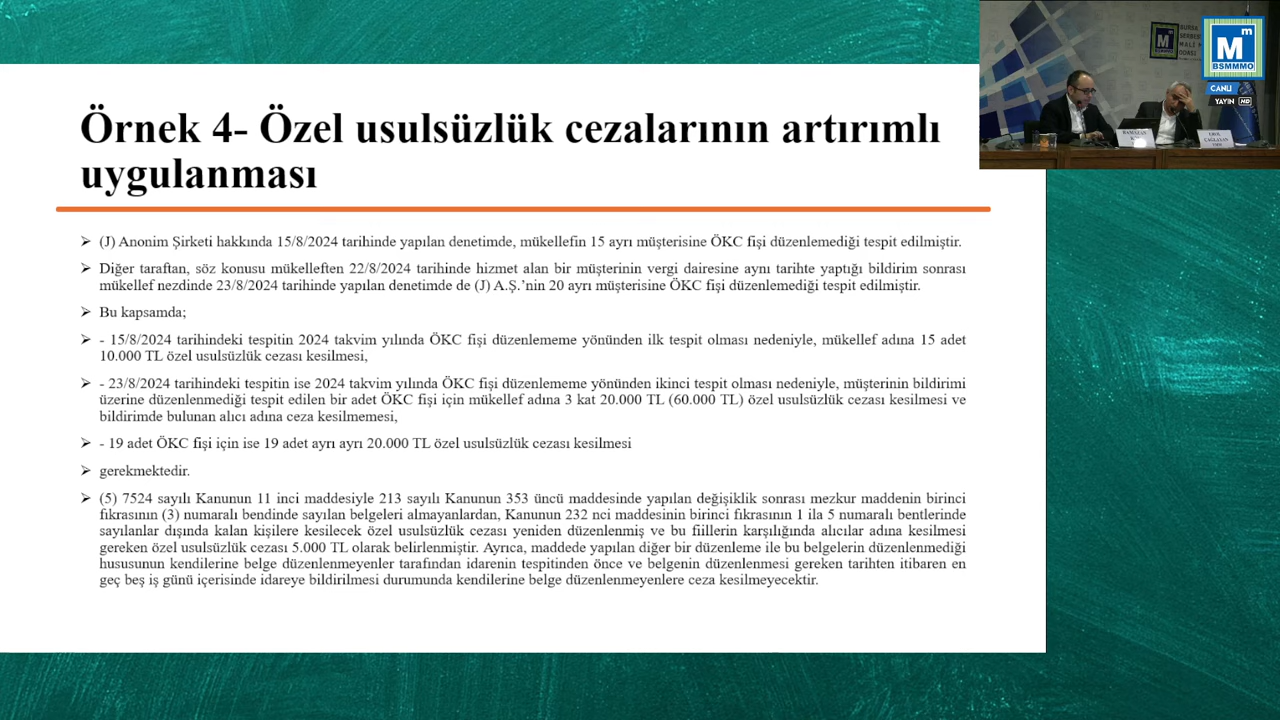 Örnek 4- Özel usulsüzlük cezalarının artırımlı
uygulanması
➢ (J) Anonim Şirketi hakkında 15/8/2024 tarihinde yapılan denetimde, mükellefin 15 ayrı müşterisine ÖKC fişi düzenlemediği tespit edilmiştir.
➢ Diğer taraftan, söz konusu mükelleften 22/8/2024 tarihinde hizmet alan bir müşterinin vergi dairesine aynı tarihte yaptığı bildirim sonrası
mükellef nezdinde 23/8/2024 tarihinde yapılan denetimde de (J) A.Ş.’nin 20 ayrı müşterisine ÖKC fişi düzenlemediği tespit edilmiştir.
➢ Bu kapsamda;
➢ - 15/8/2024 tarihindeki tespitin 2024 takvim yılında ÖKC fişi düzenlememe yönünden ilk tespit olması nedeniyle, mükellef adına 15 adet
10.000 TL özel usulsüzlük cezası kesilmesi,
➢ - 23/8/2024 tarihindeki tespitin ise 2024 takvim yılında ÖKC fişi düzenlememe yönünden ikinci tespit olması nedeniyle, müşterinin bildirimi
üzerine düzenlenmediği tespit edilen bir adet ÖKC fişi için mükellef adına 3 kat 20.000 TL (60.000 TL) özel usulsüzlük cezası kesilmesi ve
bildirimde bulunan alıcı adına ceza kesilmemesi,
➢ - 19 adet ÖKC fişi için ise 19 adet ayrı ayrı 20.000 TL özel usulsüzlük cezası kesilmesi
➢ gerekmektedir.
➢ (5) 7524 sayılı Kanunun 11 inci maddesiyle 213 sayılı Kanunun 353 üncü maddesinde yapılan değişiklik sonrası mezkur maddenin birinci
fıkrasının (3) numaralı bendinde sayılan belgeleri almayanlardan, Kanunun 232 nci maddesinin birinci fıkrasının 1 ila 5 numaralı bentlerinde
sayılanlar dışında kalan kişilere kesilecek özel usulsüzlük cezası yeniden düzenlenmiş ve bu fiillerin karşılığında alıcılar adına kesilmesi
gereken özel usulsüzlük cezası 5.000 TL olarak belirlenmiştir. Ayrıca, maddede yapılan diğer bir düzenleme ile bu belgelerin düzenlenmediği
hususunun kendilerine belge düzenlenmeyenler tarafından idarenin tespitinden önce ve belgenin düzenlenmesi gereken tarihten itibaren en
geç beş iş günü içerisinde idareye bildirilmesi durumunda kendilerine belge düzenlenmeyenlere ceza kesilmeyecektir.
Mm
BSMMMO
CANLI
YAYIN HD
RAMAZAN